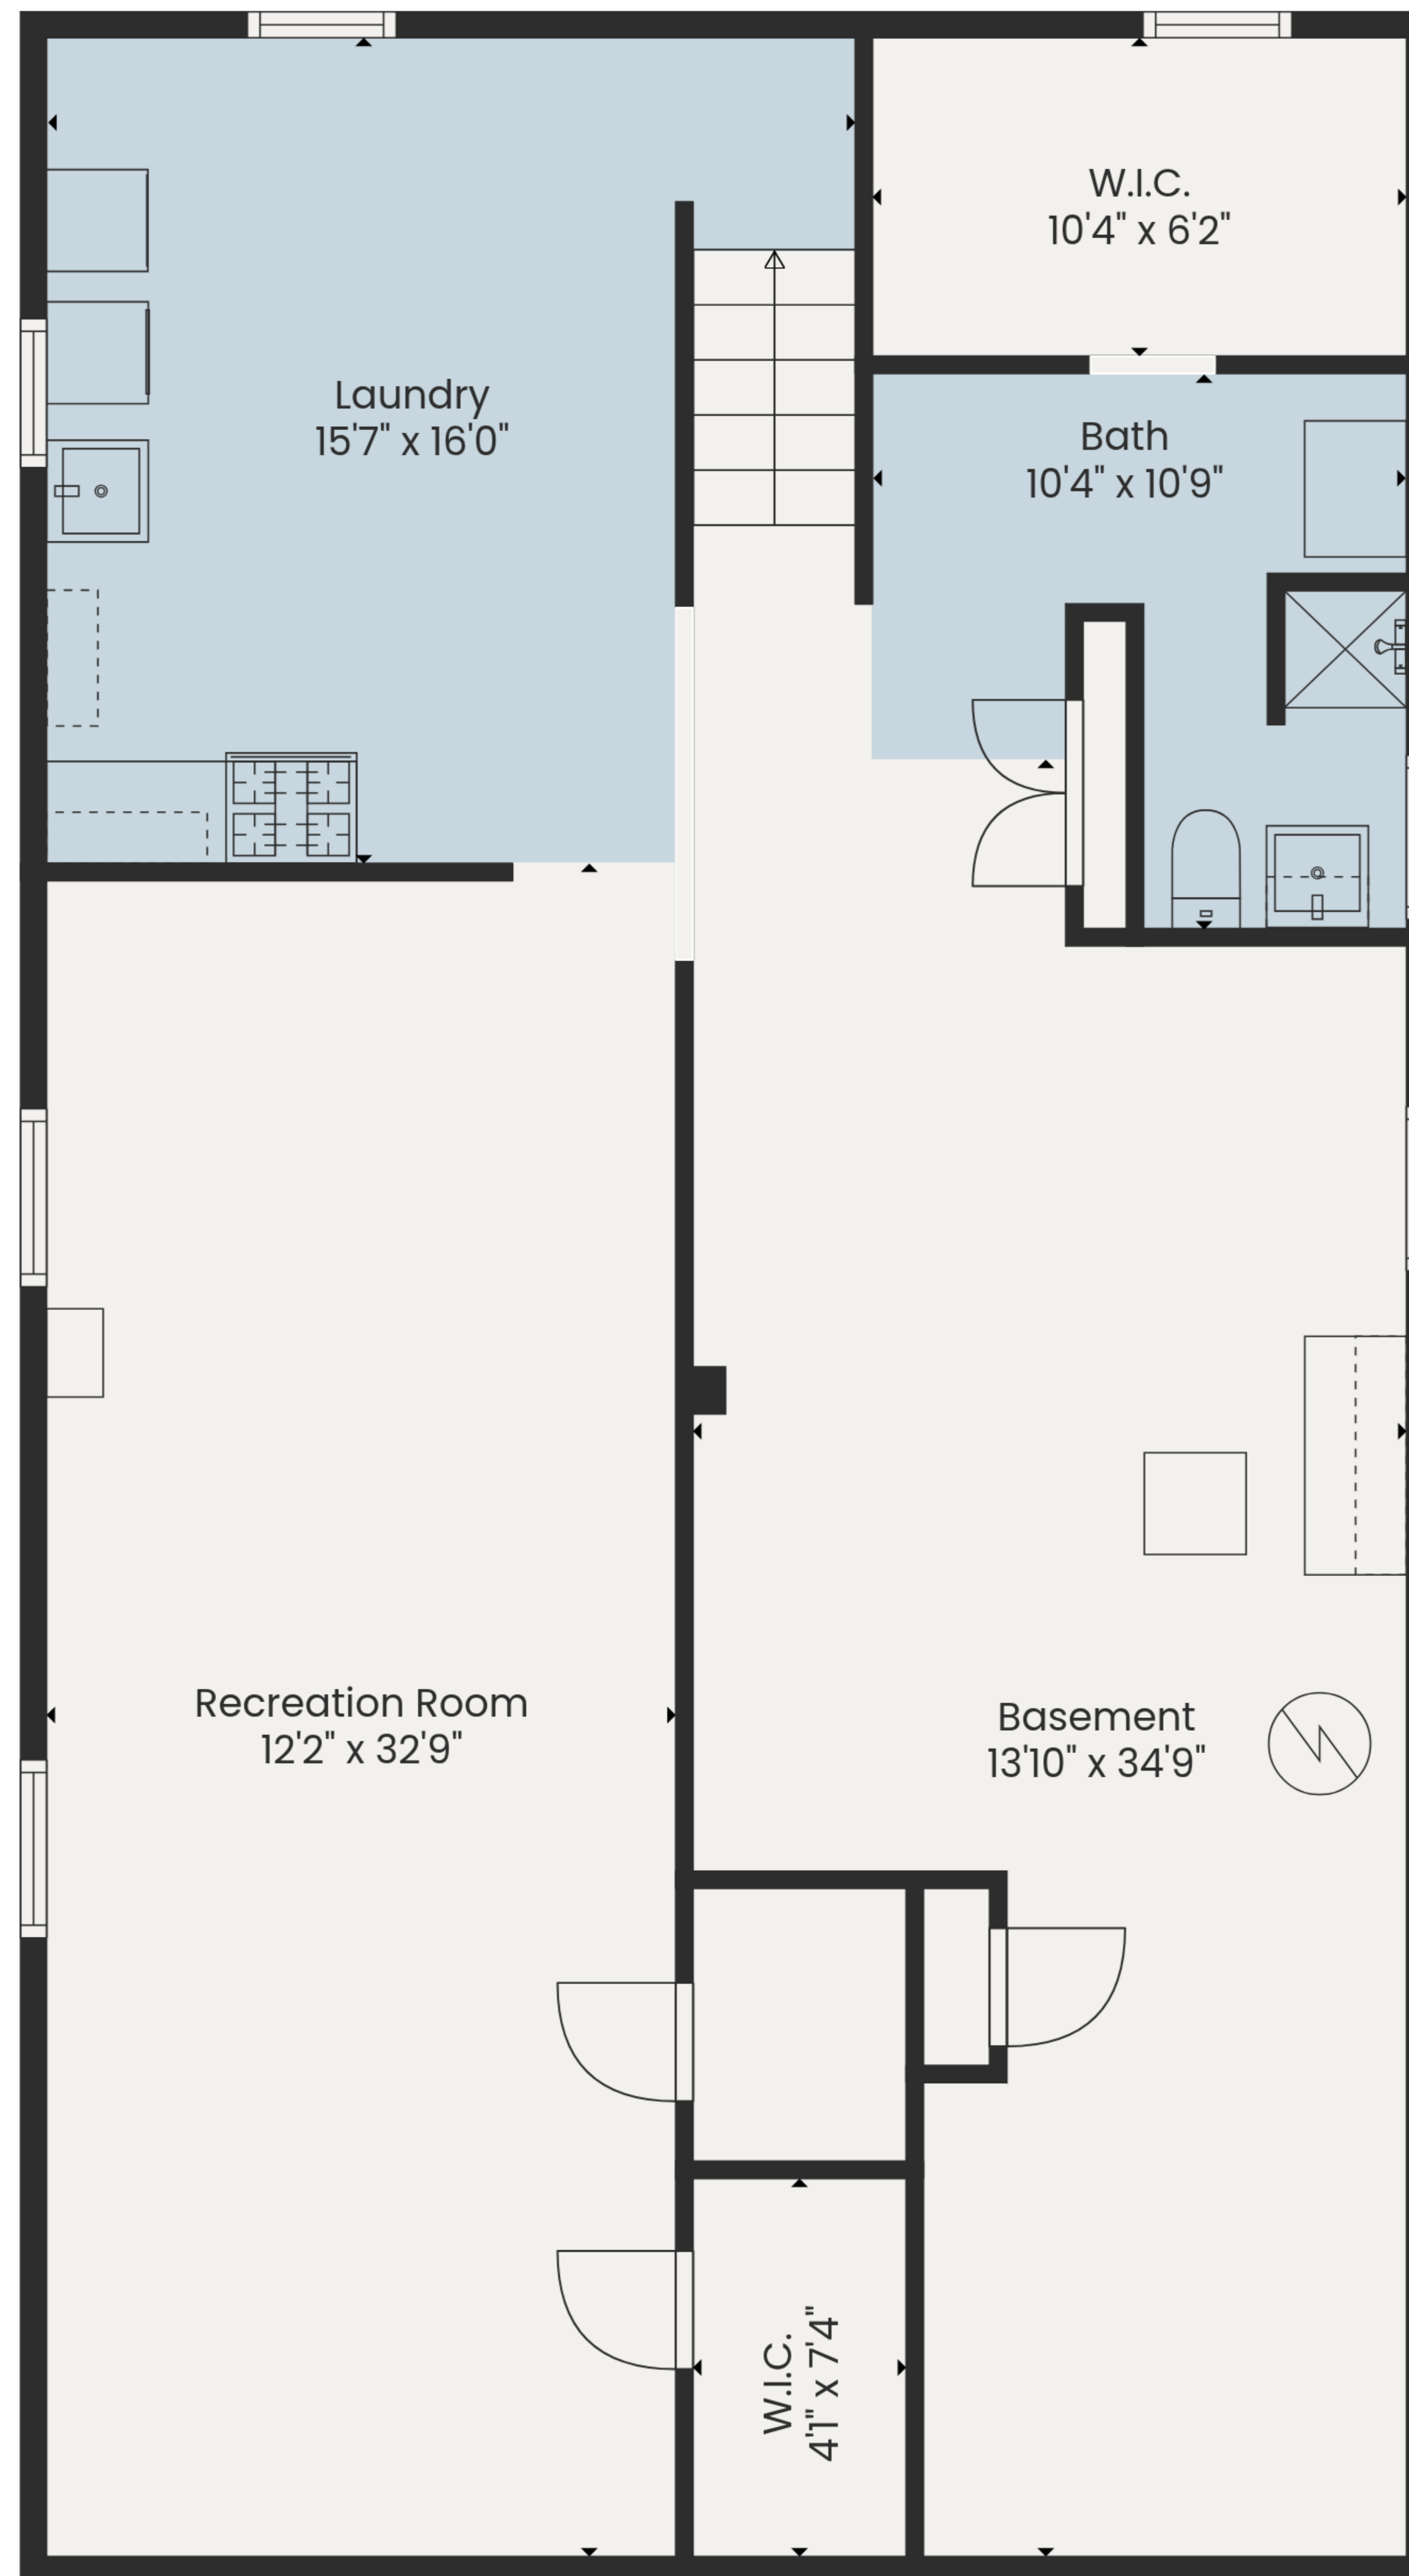 W.I.C.
10'4" x 6'2"
Laundry
15'7" x 16'0"
Bath
10'4" x 10'9"
Recreation Room
12'2" x 32'9"
Basement
13'10" x 34'9"
W.I.C.
4'1" x 7'4"